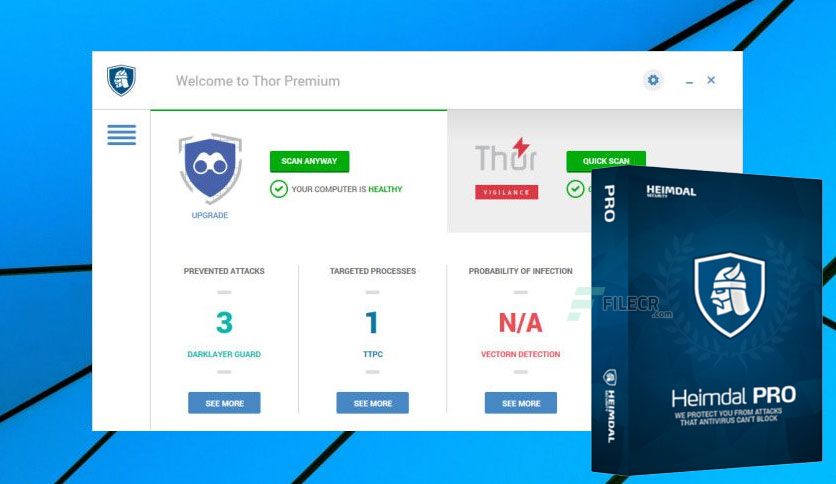 Welcome to Thor Premium
SCAN ANYWAY
YOUR COMPUTER IS HEALTHY
UPGRADE
Thor
VIGILANCE
QUICK SCAN
PREVENTED ATTACKS
3
DARKLAYER GUARD
SEE MORE
TARGETED PROCESSES
1
TTPC
SEE MORE
PROBABILITY OF INFECTION
N/A
VECTORN DETECTION
SEE MORE
FILECR
.com
PRO
HEIMDAL
SECURITY
HEIMDAL
Heimdal PRO
WE PROTECT YOU FROM ATTACKS
THAT ANTIVIRUS CAN'T BLOCK